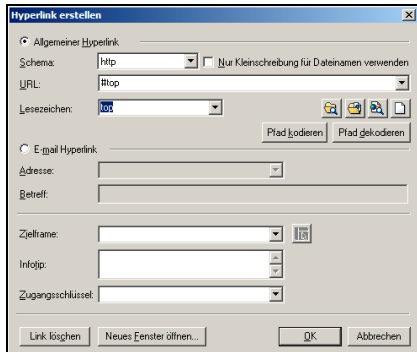 Hyperlink erstellen
Allgemeiner Hyperlink
Schema: http Nur Kleinschreibung für Dateinamen verwenden
URL: #top
Lesezeichen: top
Pfad kodieren Pfad dekodieren
E-mail Hyperlink
Adresse:
Betreff:
Zielframe:
Infotip:
Zugangsschlüssel:
Link löschen Neues Fenster öffnen... OK Abbrechen